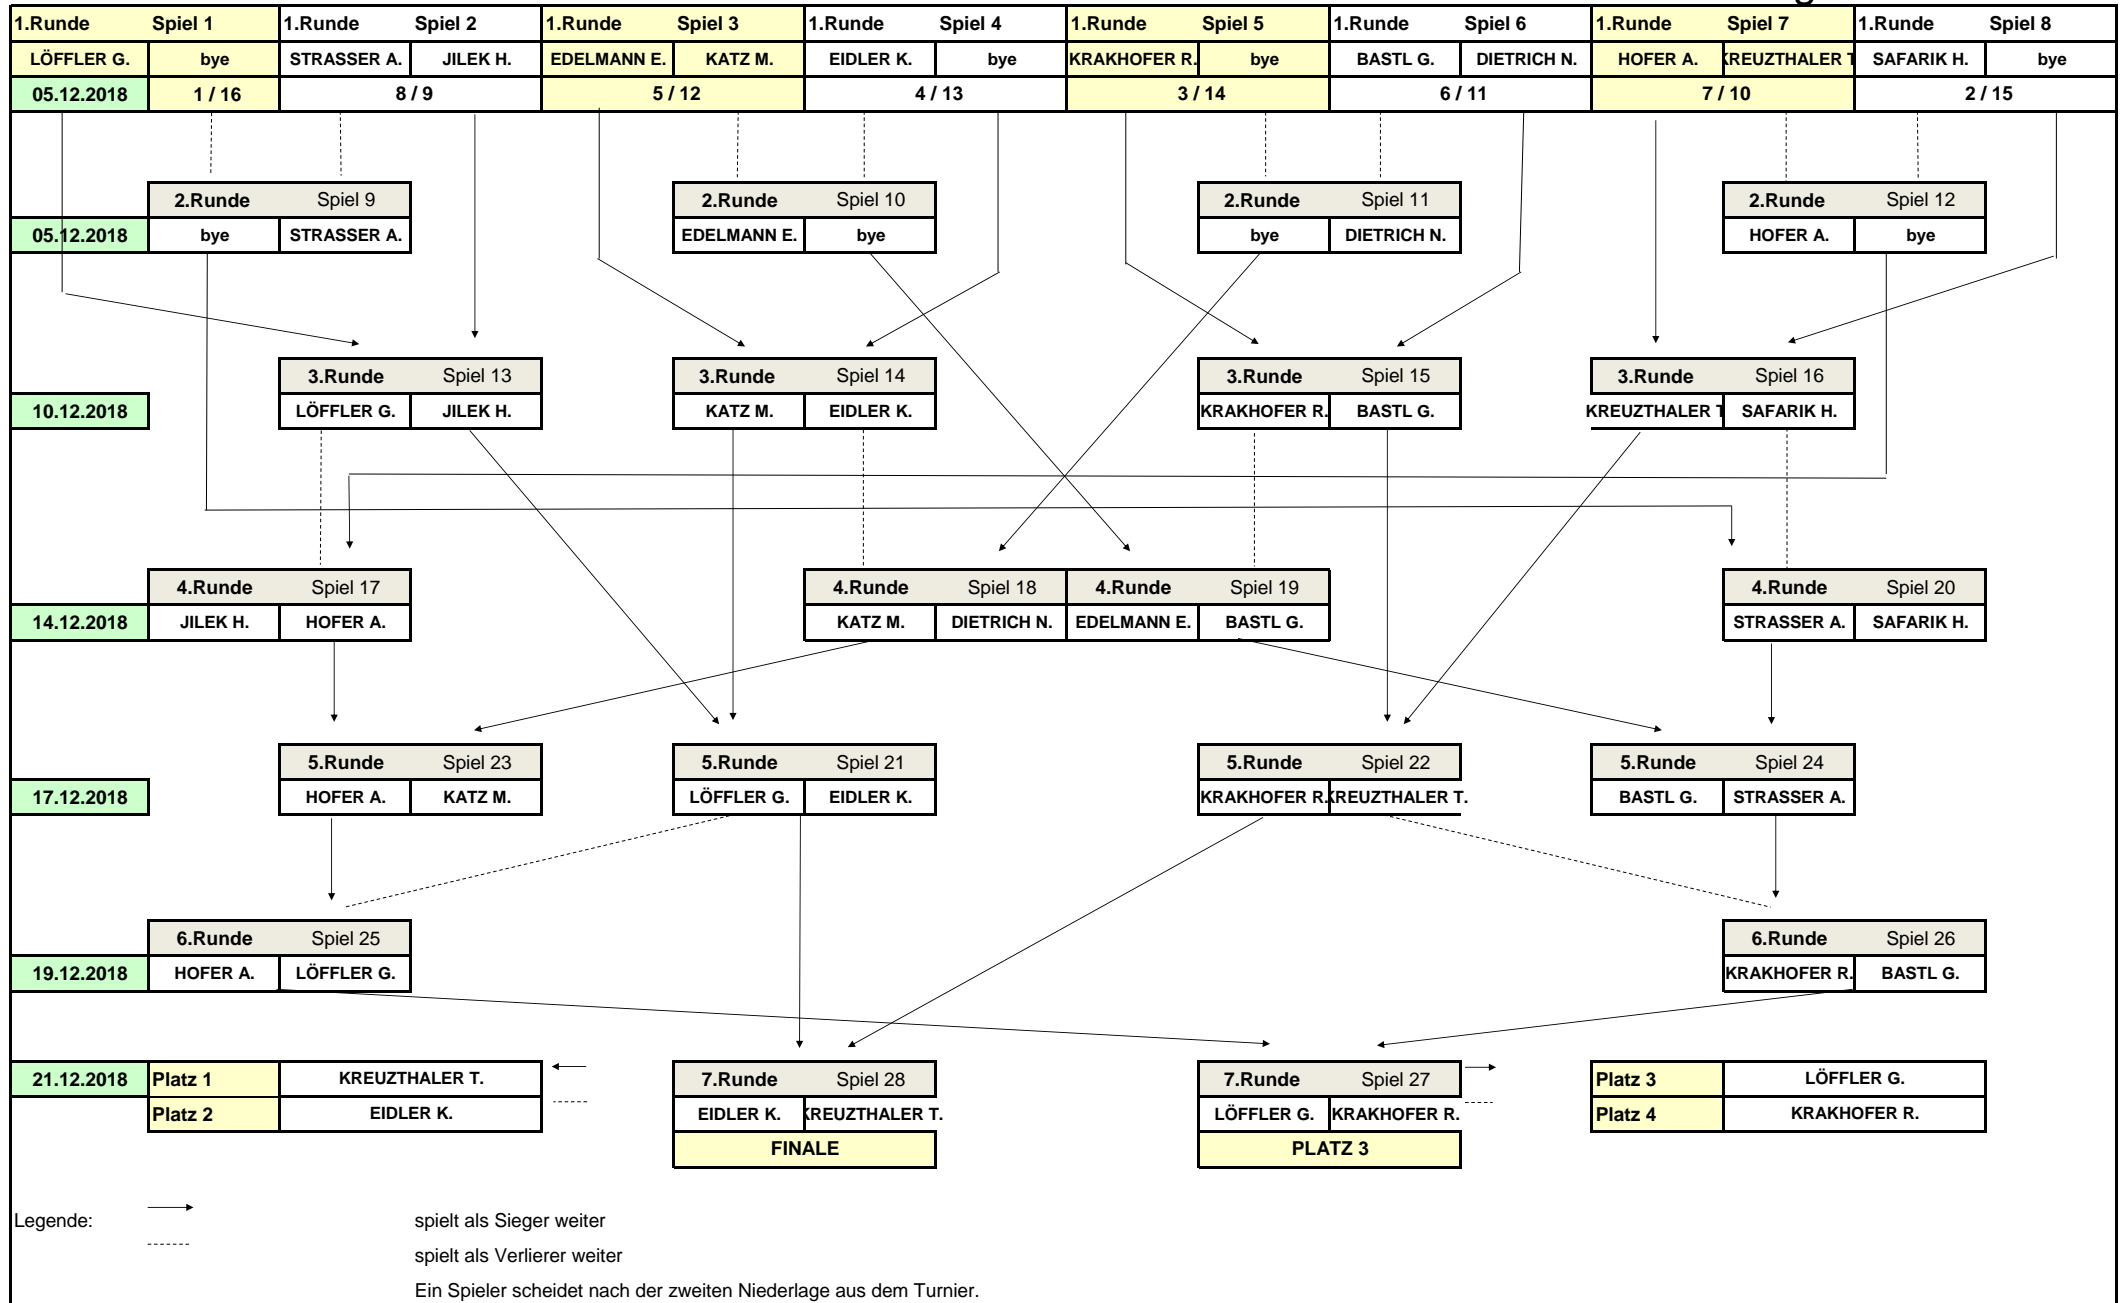 1.Runde Spiel 1 1.Runde Spiel 2 1.Runde Spiel 3 1.Runde Spiel 4 1.Runde Spiel 5 1.Runde Spiel 6 1.Runde Spiel 7 1.Runde Spiel 8
LÖFFLER G. bye STRASSER A. JILEK H. EDELMANN E. KATZ M. EIDLER K. bye KRAKHOFER R. bye BASTL G. DIETRICH N. HOFER A. KREUZTHALER T SAFARIK H. bye
05.12.2018 1 / 16 8 / 9 5 / 12 4 / 13 3 / 14 6 / 11 7 / 10 2 / 15
2.Runde Spiel 9 2.Runde Spiel 10 2.Runde Spiel 11 2.Runde Spiel 12
05.12.2018 bye STRASSER A. EDELMANN E. bye bye DIETRICH N. HOFER A. bye
3.Runde Spiel 13 3.Runde Spiel 14 3.Runde Spiel 15 3.Runde Spiel 16
10.12.2018 LÖFFLER G. JILEK H. KATZ M. EIDLER K. KRAKHOFER R. BASTL G. KREUZTHALER T SAFARIK H.
4.Runde Spiel 17 4.Runde Spiel 18 4.Runde Spiel 19 4.Runde Spiel 20
14.12.2018 JILEK H. HOFER A. KATZ M. DIETRICH N. EDELMANN E. BASTL G. STRASSER A. SAFARIK H.
5.Runde Spiel 23 5.Runde Spiel 21 5.Runde Spiel 22 5.Runde Spiel 24
17.12.2018 HOFER A. KATZ M. LÖFFLER G. EIDLER K. KRAKHOFER R. KREUZTHALER T. BASTL G. STRASSER A.
6.Runde Spiel 25 6.Runde Spiel 26
19.12.2018 HOFER A. LÖFFLER G. KRAKHOFER R. BASTL G.
21.12.2018 Platz 1 KREUZTHALER T. 7.Runde Spiel 28 7.Runde Spiel 27 Platz 3 LÖFFLER G.
Platz 2 EIDLER K. EIDLER K. KREUZTHALER T. LÖFFLER G. KRAKHOFER R. Platz 4 KRAKHOFER R.
FINALE PLATZ 3
Legende: spielt als Sieger weiter
spielt als Verlierer weiter
Ein Spieler scheidet nach der zweiten Niederlage aus dem Turnier.